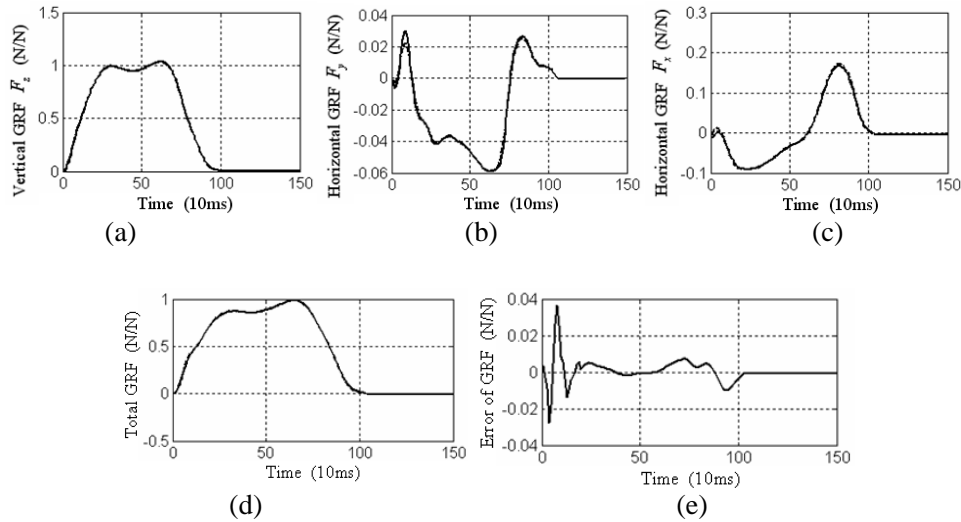 1.5
1
0.5
0
0 50 100 150
Vertical GRF F_z (N/N)
Time (10ms)
(a)
0.04
0.02
0
-0.02
-0.04
-0.06
0 50 100 150
Horizontal GRF F_y (N/N)
Time (10ms)
(b)
0.3
0.2
0.1
-0
-0.1
0 50 100 150
Horizontal GRF F_x (N/N)
Time (10ms)
(c)
1
0.5
0
-0.5
0 50 100 150
Total GRF (N/N)
Time (10ms)
(d)
0.04
0.02
0
-0.02
-0.04
0 50 100 150
Error of GRF (N/N)
Time (10ms)
(e)